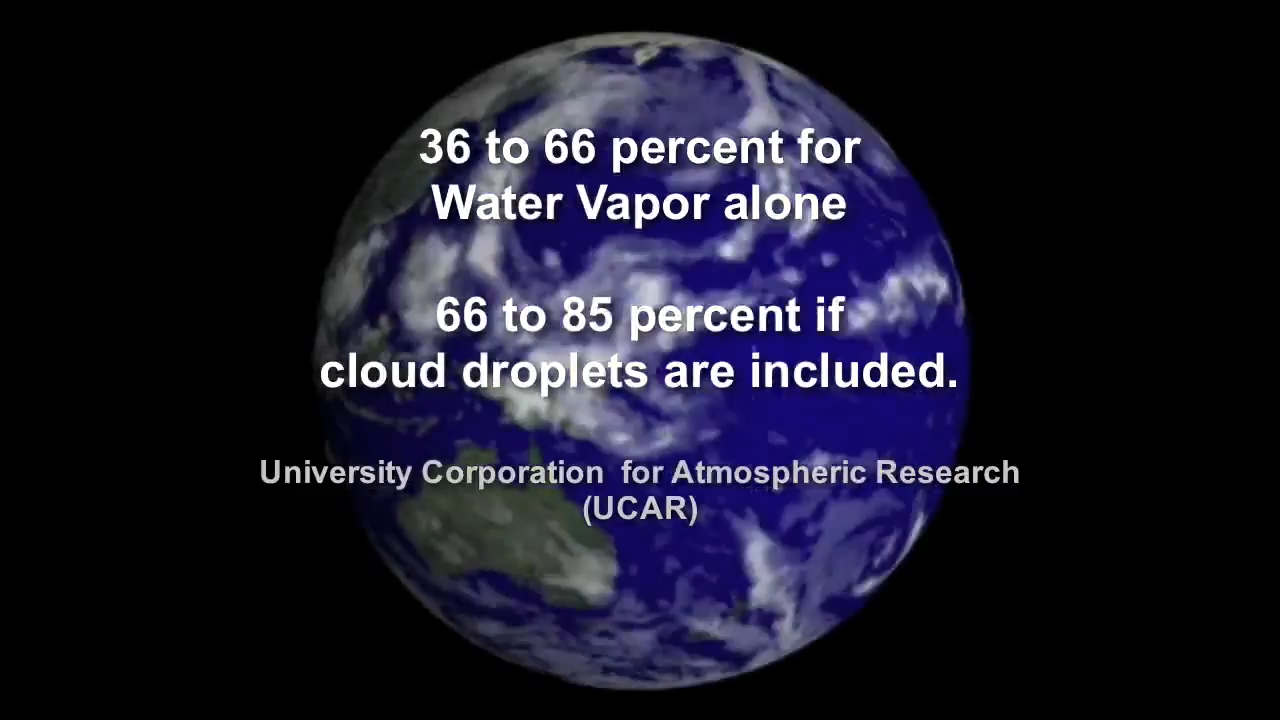 36 to 66 percent for
Water Vapor alone
66 to 85 percent if
cloud droplets are included.
University Corporation for Atmospheric Research
(UCAR)